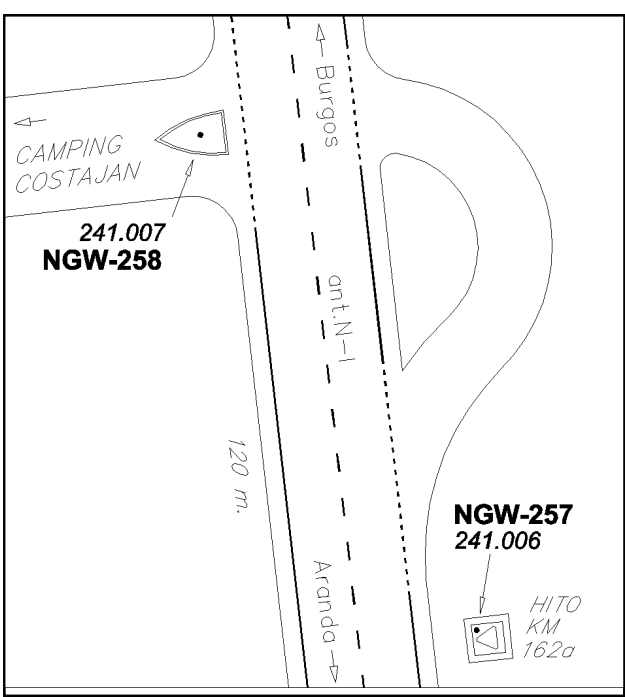 Burgos
CAMPING
COSTAJAN
241.007
NGW-258
ant.N-I
120 m.
NGW-257
241.006
Aranda
HITO
KM
162a